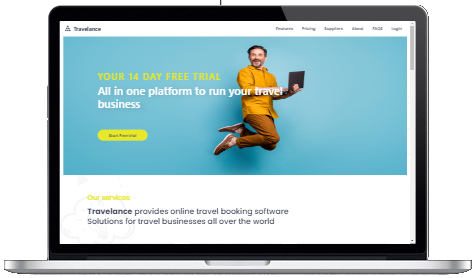 Travelance
Features Pricing Suppliers About FAQS Login
YOUR 14 DAY FREE TRIAL
All in one platform to run your travel
business
Start Free trial
Our services
Travelance provides online travel booking software
Solutions for travel businesses all over the world